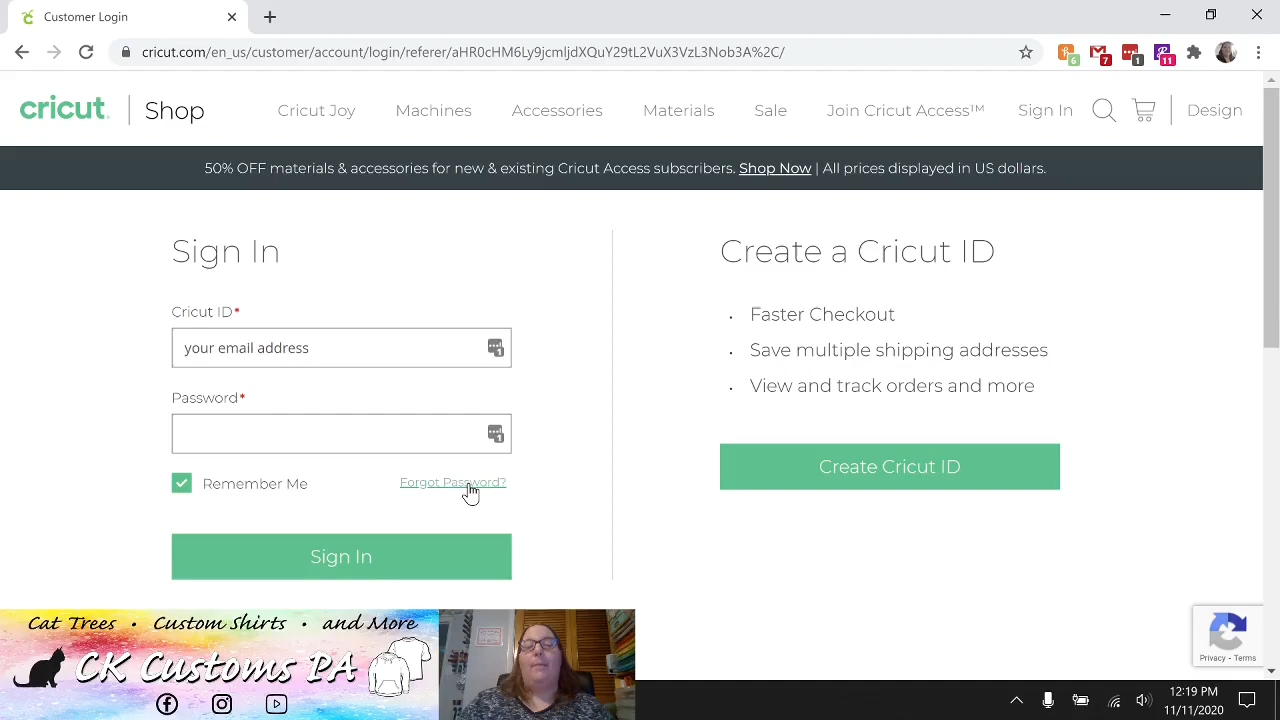 Customer Login
cricut.com/en_us/customer/account/login/referer/aHR0cHM6Ly9jcmljdXQuY29tL2VuX3VzL3Nob3A%2C/
6
7
1
11
cricut
Shop
Cricut Joy
Machines
Accessories
Materials
Sale
Join Cricut Access™
Sign In
Design
50% OFF materials & accessories for new & existing Cricut Access subscribers. Shop Now | All prices displayed in US dollars.
Sign In
Create a Cricut ID
Cricut ID*
Faster Checkout
your email address
Save multiple shipping addresses
View and track orders and more
Password*
Create Cricut ID
Remember Me
Forgot Password?
Sign In
Cat Trees • Custom Shirts • and More
CK Customs PA
Privacy - Terms
12:19 PM
11/11/2020